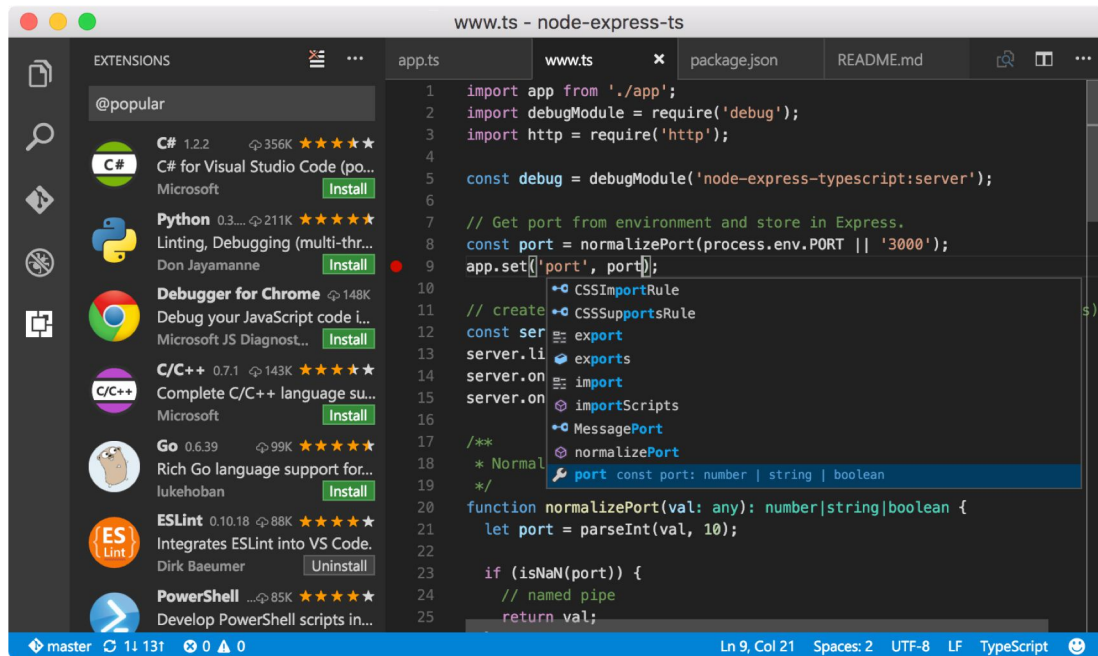 www.ts - node-express-ts
EXTENSIONS
@popular
C# 1.2.2 356K
C# for Visual Studio Code (po...
Microsoft Install
Python 0.3.... 211K
Linting, Debugging (multi-thr...
Don Jayamanne Install
Debugger for Chrome 148K
Debug your JavaScript code i...
Microsoft JS Diagnost... Install
C/C++ 0.7.1 143K
C/C++
Complete C/C++ language su...
Microsoft Install
Go 0.6.39 99K
Rich Go language support for...
lukehoban Install
ESLint 0.10.18 88K
ES
Lint
Integrates ESLint into VS Code.
Dirk Baeumer Uninstall
PowerShell ... 85K
Develop PowerShell scripts in...
app.ts www.ts package.json README.md
1 import app from './app';
2 import debugModule = require('debug');
3 import http = require('http');
4
5 const debug = debugModule('node-express-typescript:server');
6
7 // Get port from environment and store in Express.
8 const port = normalizePort(process.env.PORT || '3000');
9 app.set('port', port);
10
11 // create s)
12 const ser
13 server.li
14 server.on
15 server.on
16
17 /**
18 * Normal
19 */
20 function normalizePort(val: any): number|string|boolean {
21 let port = parseInt(val, 10);
22
23 if (isNaN(port)) {
24 // named pipe
25 return val;
CSSImportRule
CSSSupportsRule
export
exports
import
importScripts
MessagePort
normalizePort
port const port: number | string | boolean
master 1↓ 13↑ 0 0 Ln 9, Col 21 Spaces: 2 UTF-8 LF TypeScript